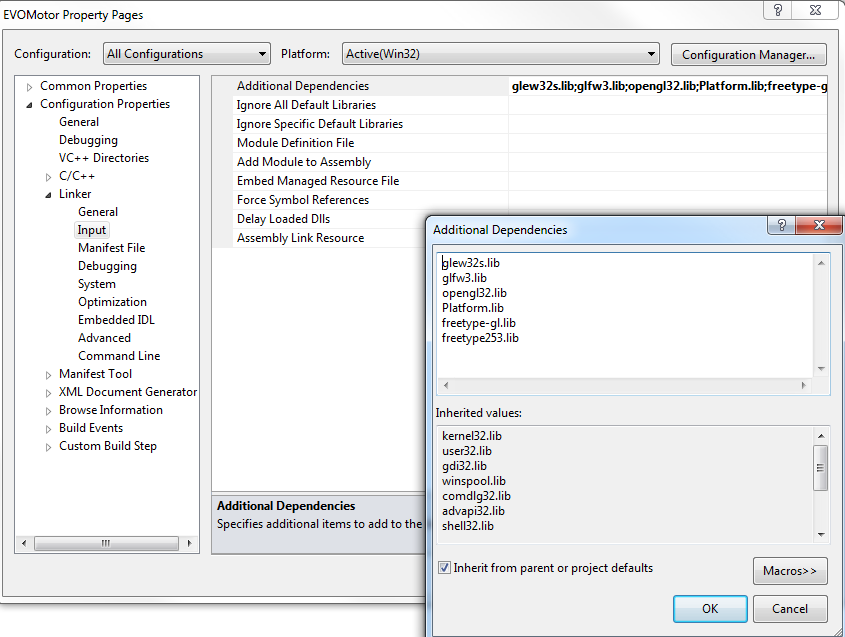 EVOMotor Property Pages
Configuration: All Configurations Platform: Active(Win32) Configuration Manager...
Common Properties
Configuration Properties
General
Debugging
VC++ Directories
C/C++
Linker
General
Input
Manifest File
Debugging
System
Optimization
Embedded IDL
Advanced
Command Line
Manifest Tool
XML Document Generator
Browse Information
Build Events
Custom Build Step
Additional Dependencies glew32s.lib;glfw3.lib;opengl32.lib;Platform.lib;freetype-g
Ignore All Default Libraries
Ignore Specific Default Libraries
Module Definition File
Add Module to Assembly
Embed Managed Resource File
Force Symbol References
Delay Loaded Dlls
Assembly Link Resource
Additional Dependencies
Specifies additional items to add to the
Additional Dependencies
glew32s.lib
glfw3.lib
opengl32.lib
Platform.lib
freetype-gl.lib
freetype253.lib
Inherited values:
kernel32.lib
user32.lib
gdi32.lib
winspool.lib
comdlg32.lib
advapi32.lib
shell32.lib
Inherit from parent or project defaults
Macros>>
OK Cancel